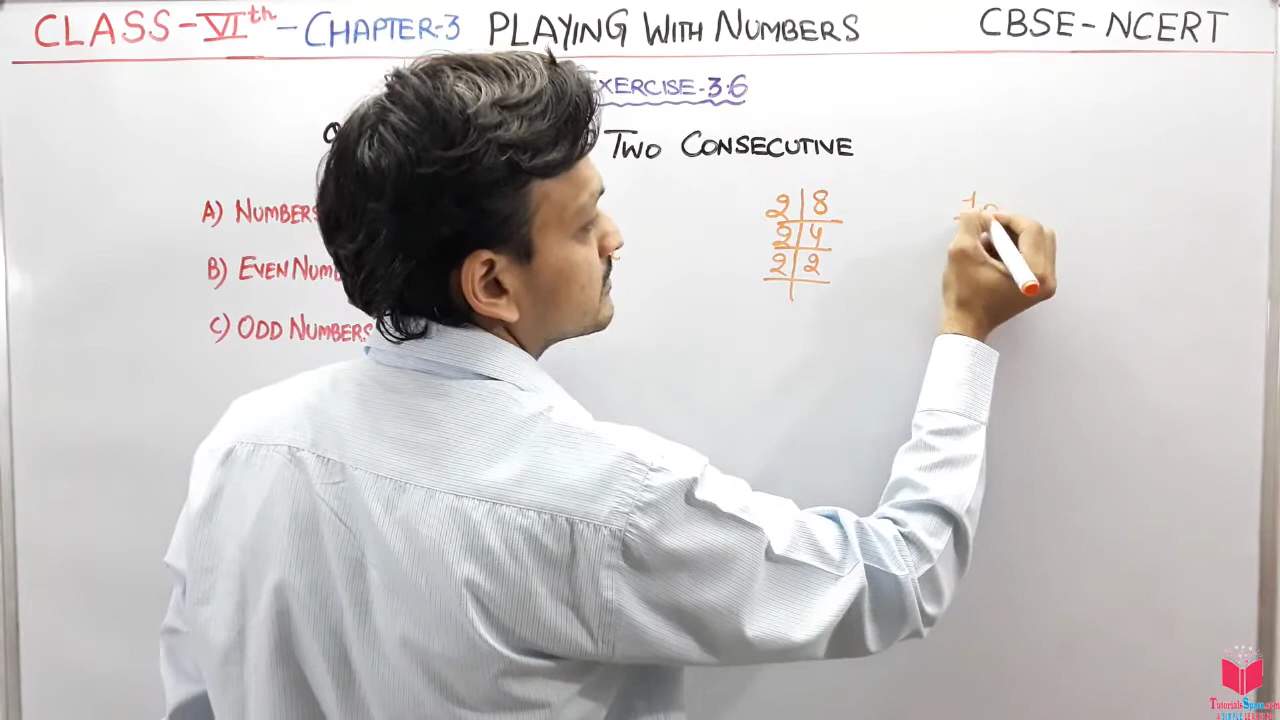 CLASS-VIth-CHAPTER-3 PLAYING WITH NUMBERS CBSE-NCERT
EXERCISE-3.6
TWO CONSECUTIVE
A) NUMBERS
B) EVEN NUM
C) ODD NUMBERS
2 8
2 4
2 2